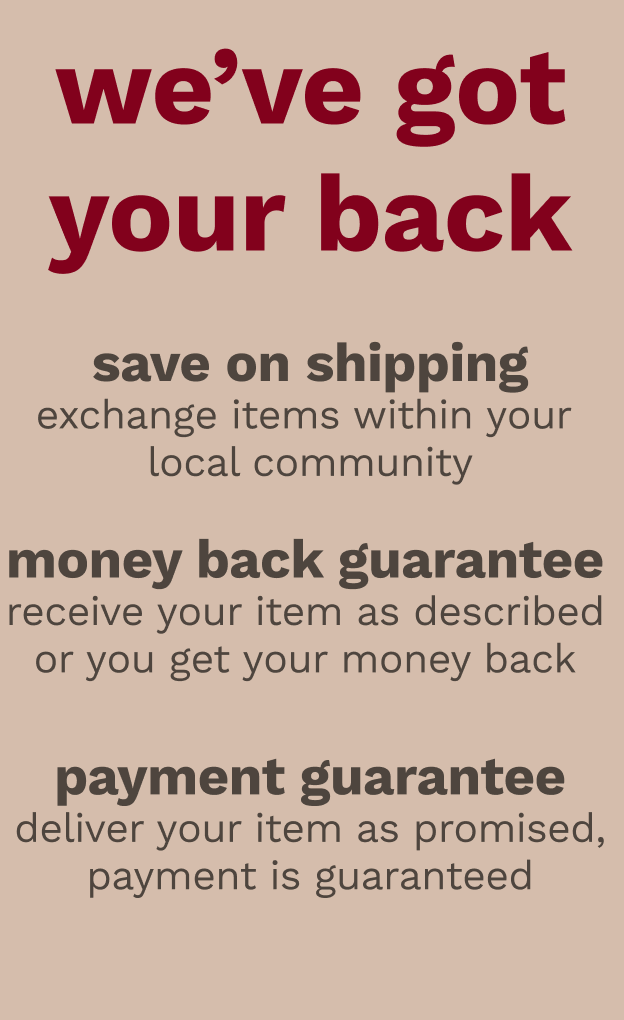 we’ve got
your back
save on shipping
exchange items within your
local community
money back guarantee
receive your item as described
or you get your money back
payment guarantee
deliver your item as promised,
payment is guaranteed